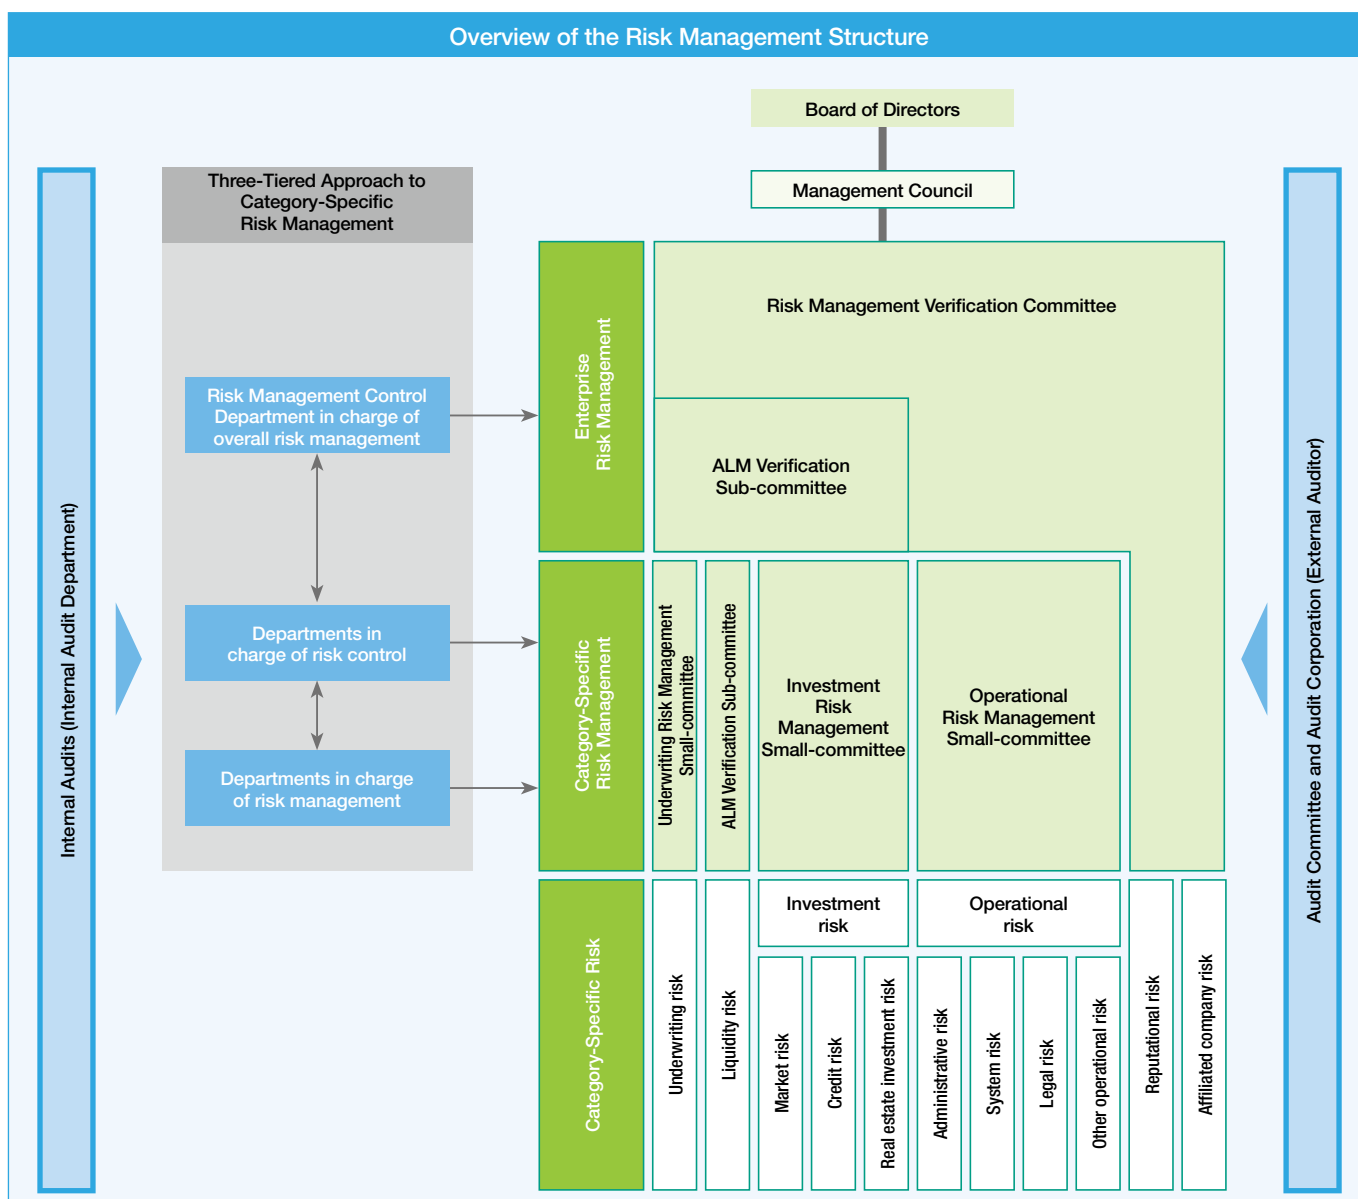 Overview of the Risk Management Structure
Board of Directors
Management Council
Three-Tiered Approach to
Category-Specific
Risk Management
Risk Management Control
Department in charge of
overall risk management
Departments in
charge of risk control
Departments in charge
of risk management
Internal Audits (Internal Audit Department)
Enterprise
Risk Management
Risk Management Verification Committee
ALM Verification
Sub-committee
Category-Specific
Risk Management
Underwriting Risk Management
Small-committee
ALM Verification Sub-committee
Investment
Risk
Management
Small-committee
Operational
Risk Management
Small-committee
Category-Specific Risk
Underwriting risk
Liquidity risk
Investment
risk
Market risk
Credit risk
Real estate investment risk
Operational
risk
Administrative risk
System risk
Legal risk
Other operational risk
Reputational risk
Affiliated company risk
Audit Committee and Audit Corporation (External Auditor)